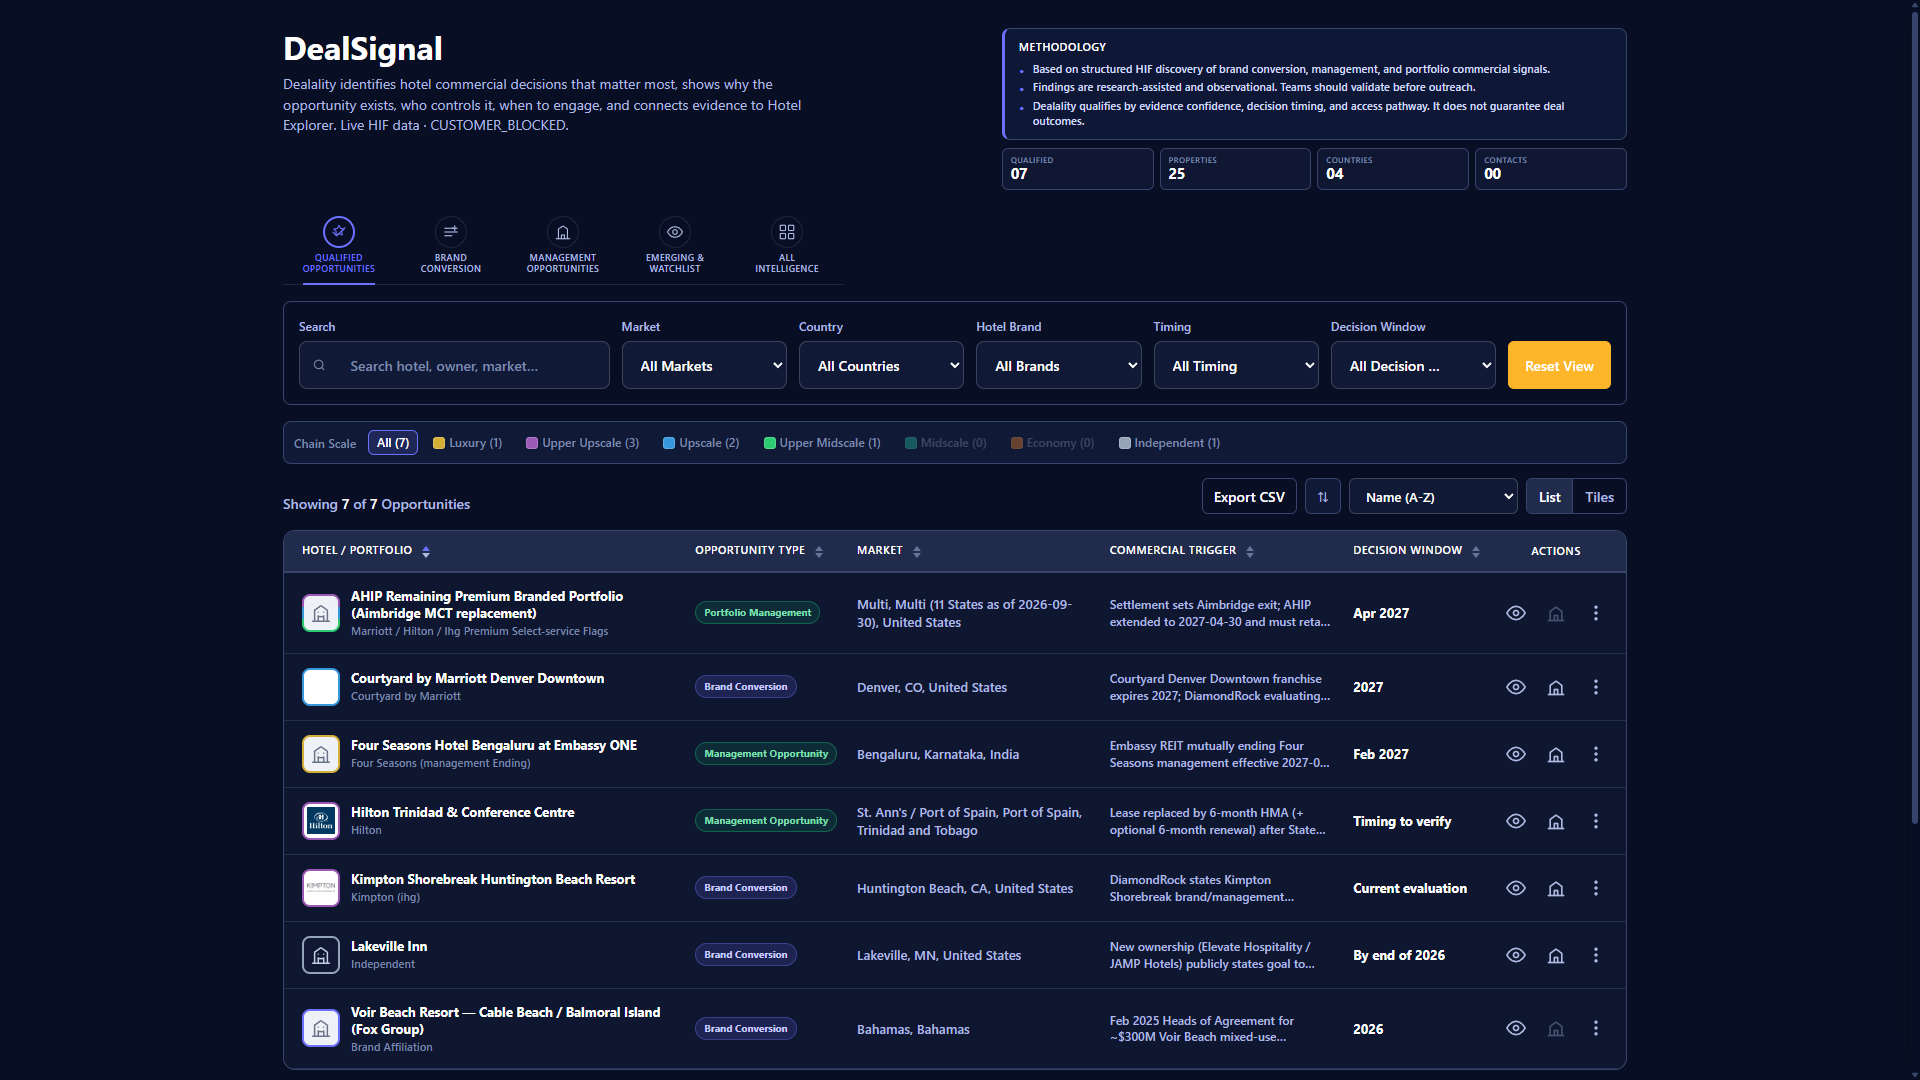 DealSignal
Dealality identifies hotel commercial decisions that matter most, shows why the
opportunity exists, who controls it, when to engage, and connects evidence to Hotel
Explorer. Live HIF data · CUSTOMER_BLOCKED.
METHODOLOGY
• Based on structured HIF discovery of brand conversion, management, and portfolio commercial signals.
• Findings are research-assisted and observational. Teams should validate before outreach.
• Dealality qualifies by evidence confidence, decision timing, and access pathway. It does not guarantee deal
outcomes.
QUALIFIED
07
PROPERTIES
25
COUNTRIES
04
CONTACTS
00
QUALIFIED
OPPORTUNITIES
BRAND
CONVERSION
MANAGEMENT
OPPORTUNITIES
EMERGING &
WATCHLIST
ALL
INTELLIGENCE
Search
Search hotel, owner, market...
Market
All Markets
Country
All Countries
Hotel Brand
All Brands
Timing
All Timing
Decision Window
All Decision ...
Reset View
Chain Scale All (7) Luxury (1) Upper Upscale (3) Upscale (2) Upper Midscale (1) Midscale (0) Economy (0) Independent (1)
Showing 7 of 7 Opportunities
Export CSV
Name (A-Z)
List
Tiles
HOTEL / PORTFOLIO OPPORTUNITY TYPE MARKET COMMERCIAL TRIGGER DECISION WINDOW ACTIONS
AHIP Remaining Premium Branded Portfolio
(Aimbridge MCT replacement)
Marriott / Hilton / Ihg Premium Select-service Flags
Portfolio Management
Multi, Multi (11 States as of 2026-09-
30), United States
Settlement sets Aimbridge exit; AHIP
extended to 2027-04-30 and must reta...
Apr 2027
Courtyard by Marriott Denver Downtown
Courtyard by Marriott
Brand Conversion
Denver, CO, United States
Courtyard Denver Downtown franchise
expires 2027; DiamondRock evaluating...
2027
Four Seasons Hotel Bengaluru at Embassy ONE
Four Seasons (management Ending)
Management Opportunity
Bengaluru, Karnataka, India
Embassy REIT mutually ending Four
Seasons management effective 2027-0...
Feb 2027
Hilton
Hilton Trinidad & Conference Centre
Hilton
Management Opportunity
St. Ann's / Port of Spain, Port of Spain,
Trinidad and Tobago
Lease replaced by 6-month HMA (+
optional 6-month renewal) after State...
Timing to verify
KIMPTON
Kimpton Shorebreak Huntington Beach Resort
Kimpton (ihg)
Brand Conversion
Huntington Beach, CA, United States
DiamondRock states Kimpton
Shorebreak brand/management...
Current evaluation
Lakeville Inn
Independent
Brand Conversion
Lakeville, MN, United States
New ownership (Elevate Hospitality /
JAMP Hotels) publicly states goal to...
By end of 2026
Voir Beach Resort — Cable Beach / Balmoral Island
(Fox Group)
Brand Affiliation
Brand Conversion
Bahamas, Bahamas
Feb 2025 Heads of Agreement for
~$300M Voir Beach mixed-use...
2026